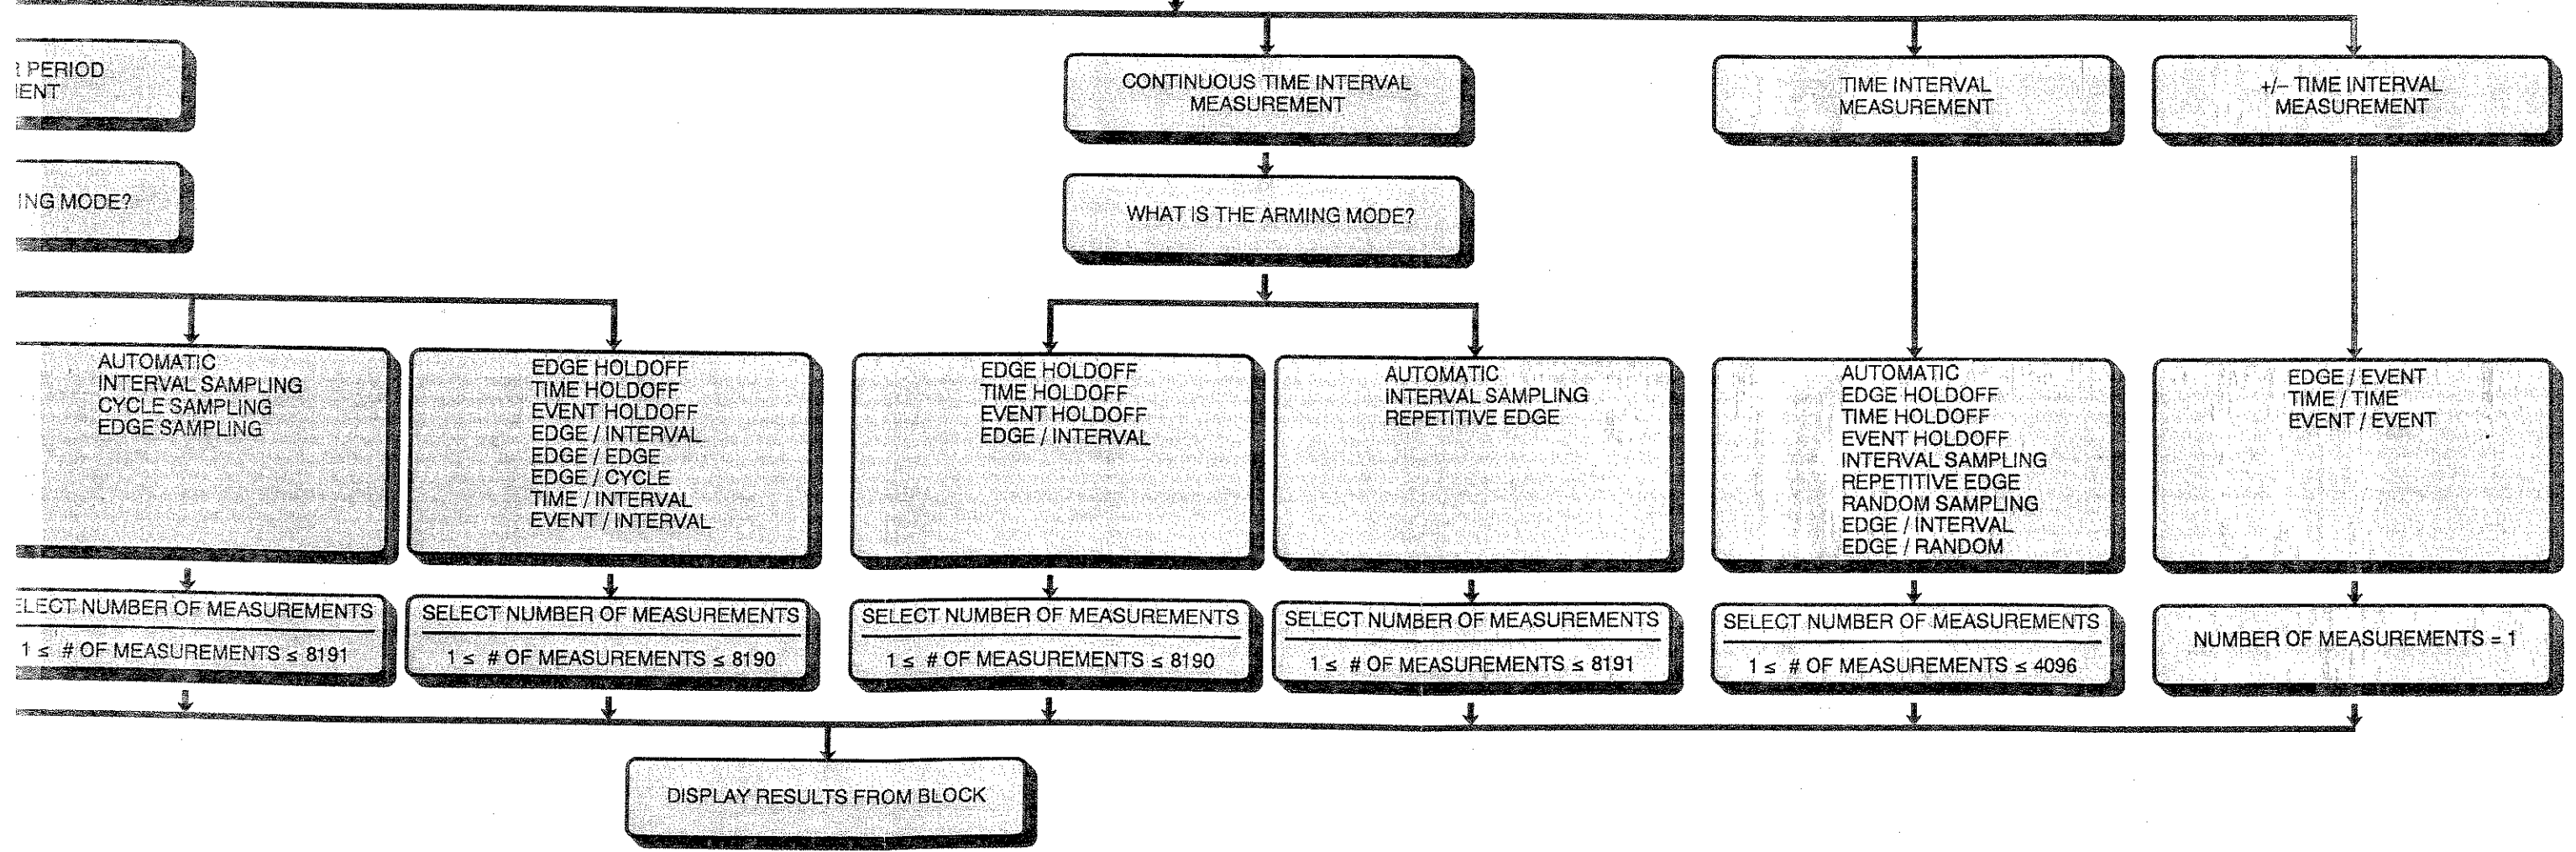 PERIOD
CONTINUOUS TIME INTERVAL
MEASUREMENT
TIME INTERVAL
MEASUREMENT
+/– TIME INTERVAL
MEASUREMENT
MODE?
WHAT IS THE ARMING MODE?
AUTOMATIC
INTERVAL SAMPLING
CYCLE SAMPLING
EDGE SAMPLING
EDGE HOLDOFF
TIME HOLDOFF
EVENT HOLDOFF
EDGE / INTERVAL
EDGE / EDGE
EDGE / CYCLE
TIME / INTERVAL
EVENT / INTERVAL
EDGE HOLDOFF
TIME HOLDOFF
EVENT HOLDOFF
EDGE / INTERVAL
AUTOMATIC
INTERVAL SAMPLING
REPETITIVE EDGE
AUTOMATIC
EDGE HOLDOFF
TIME HOLDOFF
EVENT HOLDOFF
INTERVAL SAMPLING
REPETITIVE EDGE
RANDOM SAMPLING
EDGE / INTERVAL
EDGE / RANDOM
EDGE / EVENT
TIME / TIME
EVENT / EVENT
NUMBER OF MEASUREMENTS
1 ≤ # OF MEASUREMENTS ≤ 8191
SELECT NUMBER OF MEASUREMENTS
1 ≤ # OF MEASUREMENTS ≤ 8190
SELECT NUMBER OF MEASUREMENTS
1 ≤ # OF MEASUREMENTS ≤ 8190
SELECT NUMBER OF MEASUREMENTS
1 ≤ # OF MEASUREMENTS ≤ 8191
SELECT NUMBER OF MEASUREMENTS
1 ≤ # OF MEASUREMENTS ≤ 4096
NUMBER OF MEASUREMENTS = 1
DISPLAY RESULTS FROM BLOCK